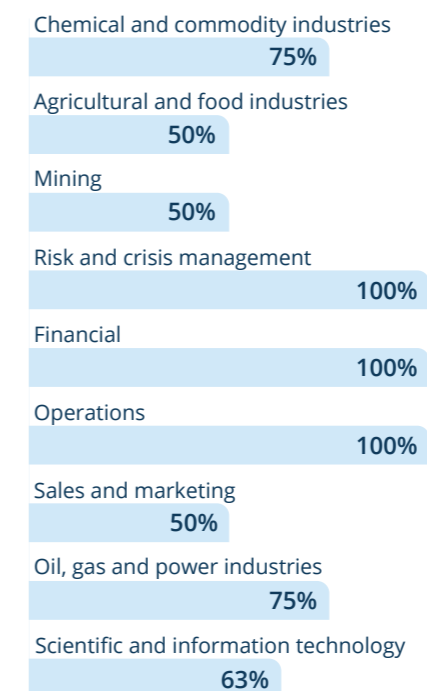 Chemical and commodity industries
75%
Agricultural and food industries
50%
Mining
50%
Risk and crisis management
100%
Financial
100%
Operations
100%
Sales and marketing
50%
Oil, gas and power industries
75%
Scientific and information technology
63%